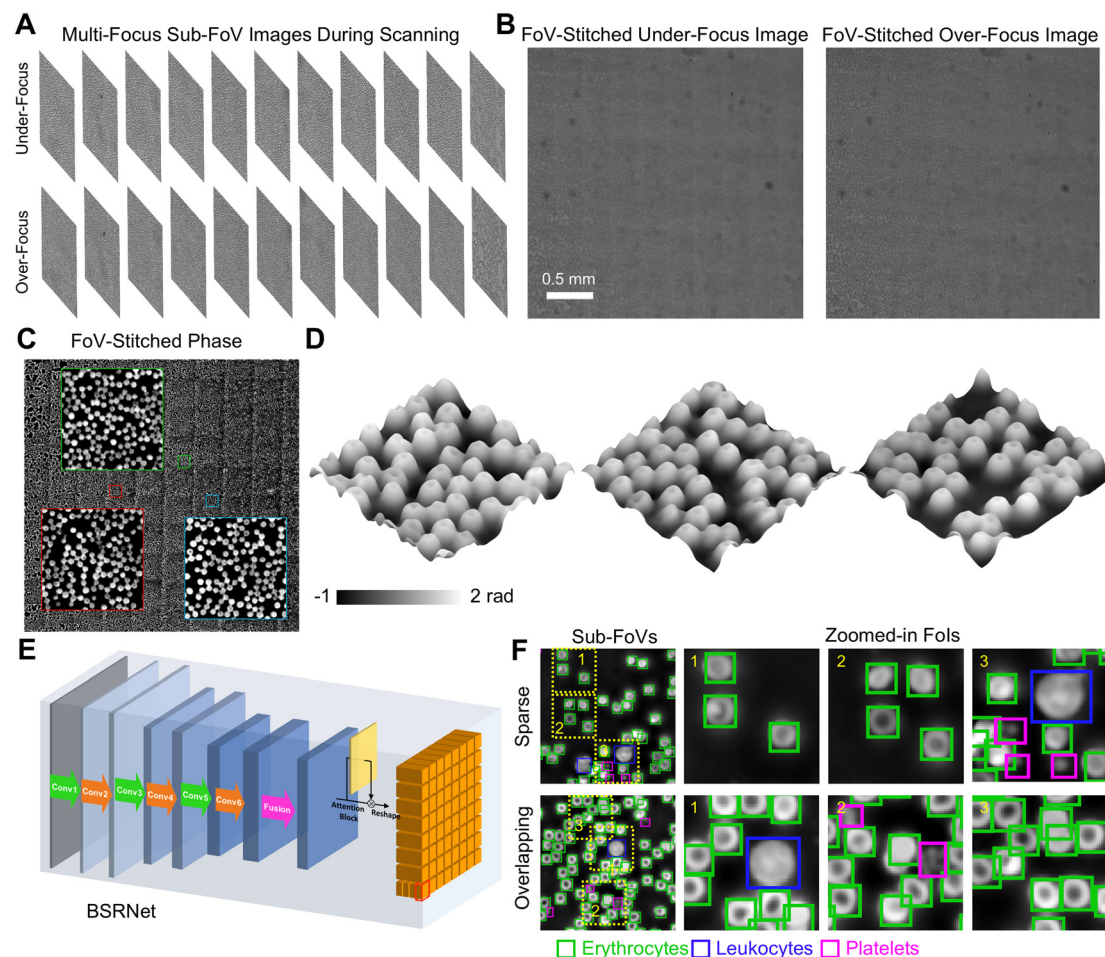 A
Multi-Focus Sub-FoV Images During Scanning
Under-Focus
Over-Focus
B
FoV-Stitched Under-Focus Image
FoV-Stitched Over-Focus Image
0.5 mm
C
FoV-Stitched Phase
D
-1
2 rad
E
Conv1
Conv2
Conv3
Conv4
Conv5
Conv6
Fusion
Attention
Block
Reshape
BSRNet
F
Sub-FoVs
Zoomed-in FoIs
Sparse
1
2
3
1
2
3
Overlapping
3
1
2
1
2
3
Erythrocytes
Leukocytes
Platelets